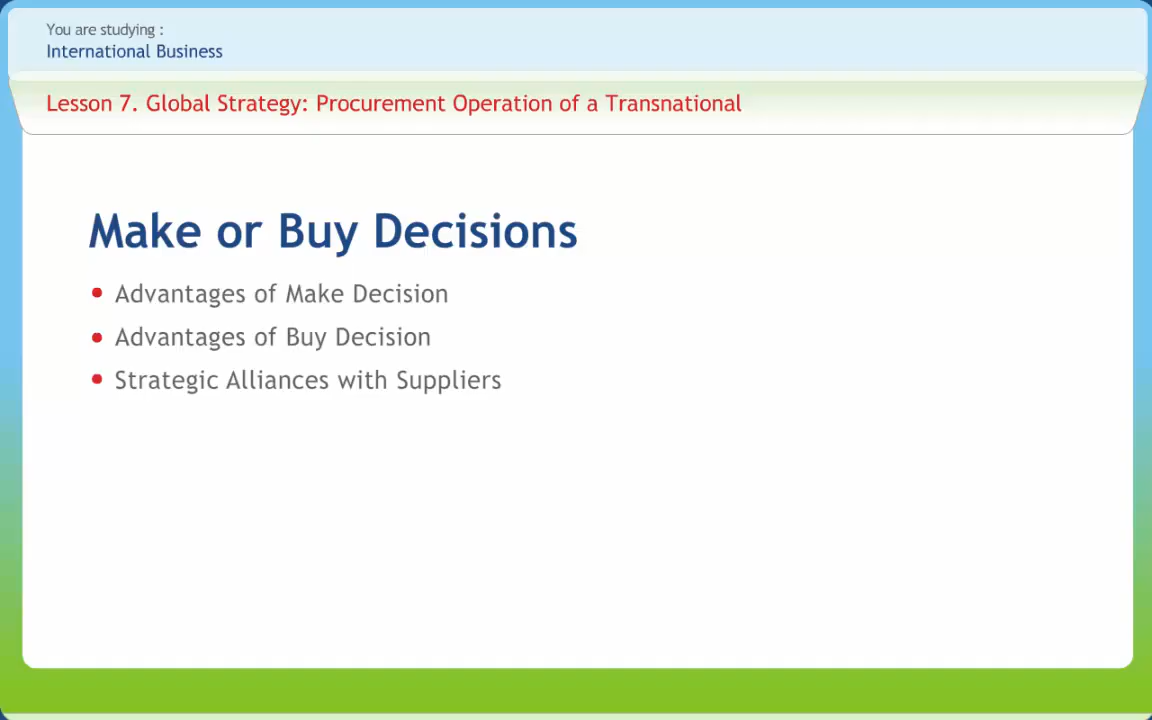 You are studying :
International Business
Lesson 7. Global Strategy: Procurement Operation of a Transnational
Make or Buy Decisions
• Advantages of Make Decision
• Advantages of Buy Decision
• Strategic Alliances with Suppliers